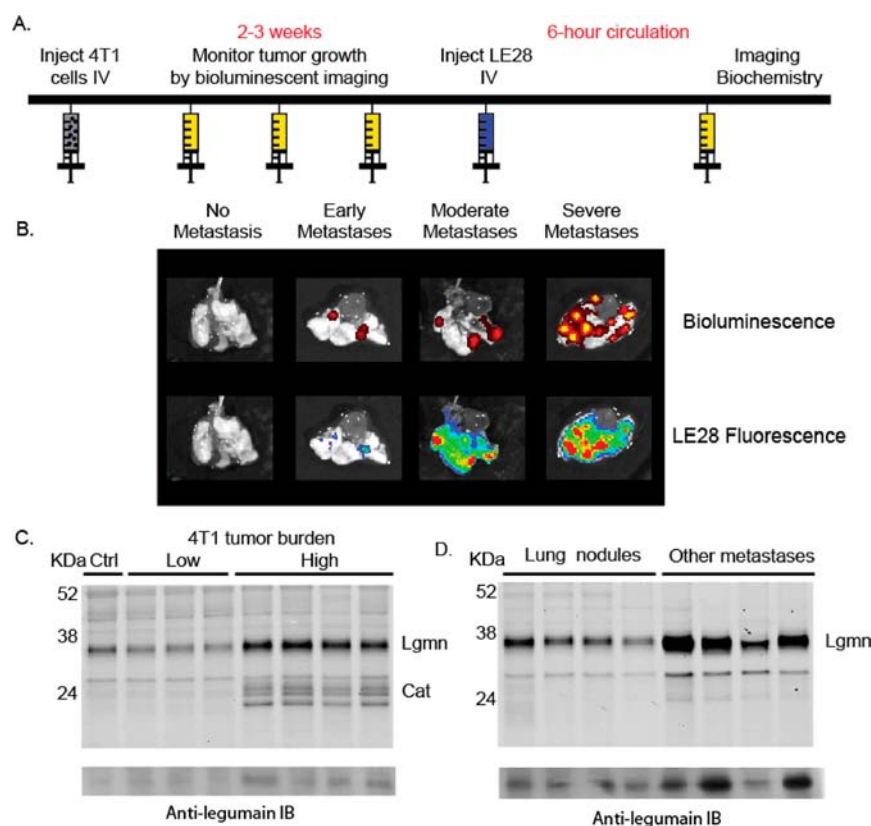 A.
2-3 weeks
6-hour circulation
Inject 4T1
cells IV
Monitor tumor growth
by bioluminescent imaging
Inject LE28
IV
Imaging
Biochemistry
B.
No
Metastasis
Early
Metastases
Moderate
Metastases
Severe
Metastases
Bioluminescence
LE28 Fluorescence
C.
4T1 tumor burden
KDa Ctrl Low High
52
38
24
Lgmn
Cat
Anti-legumain IB
D.
KDa Lung nodules Other metastases
52
38
24
Lgmn
Anti-legumain IB